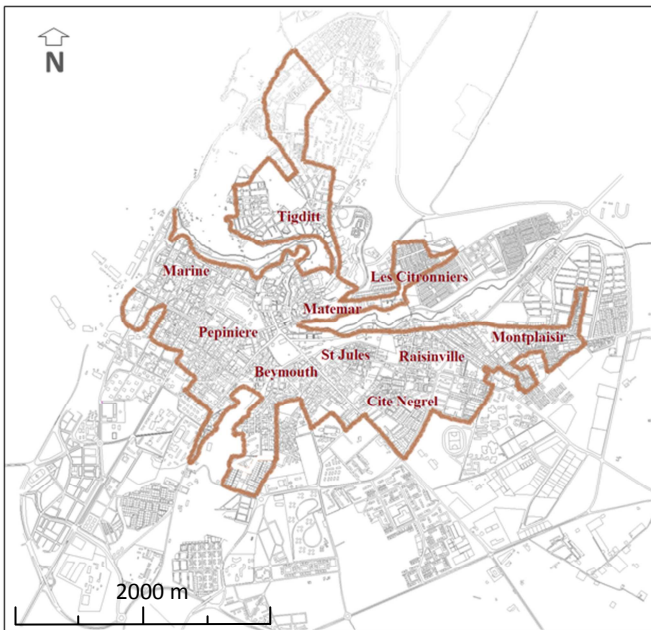 N
Tigditt
Marine
Les Citronniers
Matemar
Pepiniere
St Jules
Raisinville
Montplaisir
Beymouth
Cite Negrel
2000 m